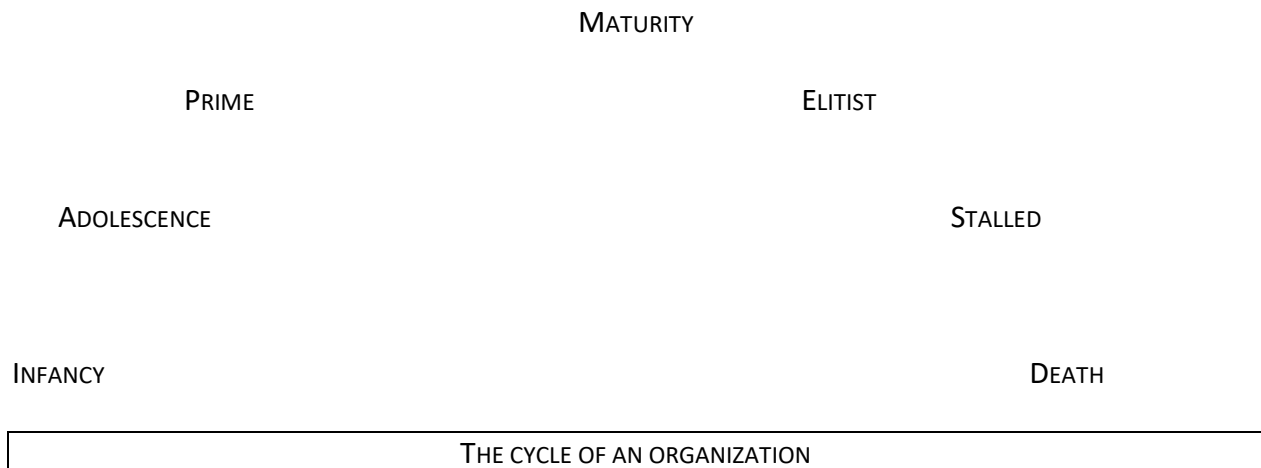 MATURITY
PRIME ELITIST
ADOLESCENCE STALLED
INFANCY DEATH
THE CYCLE OF AN ORGANIZATION